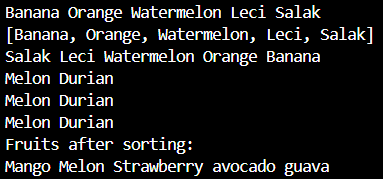 Banana Orange Watermelon Leci Salak
[Banana, Orange, Watermelon, Leci, Salak]
Salak Leci Watermelon Orange Banana
Melon Durian
Melon Durian
Melon Durian
Fruits after sorting:
Mango Melon Strawberry avocado guava